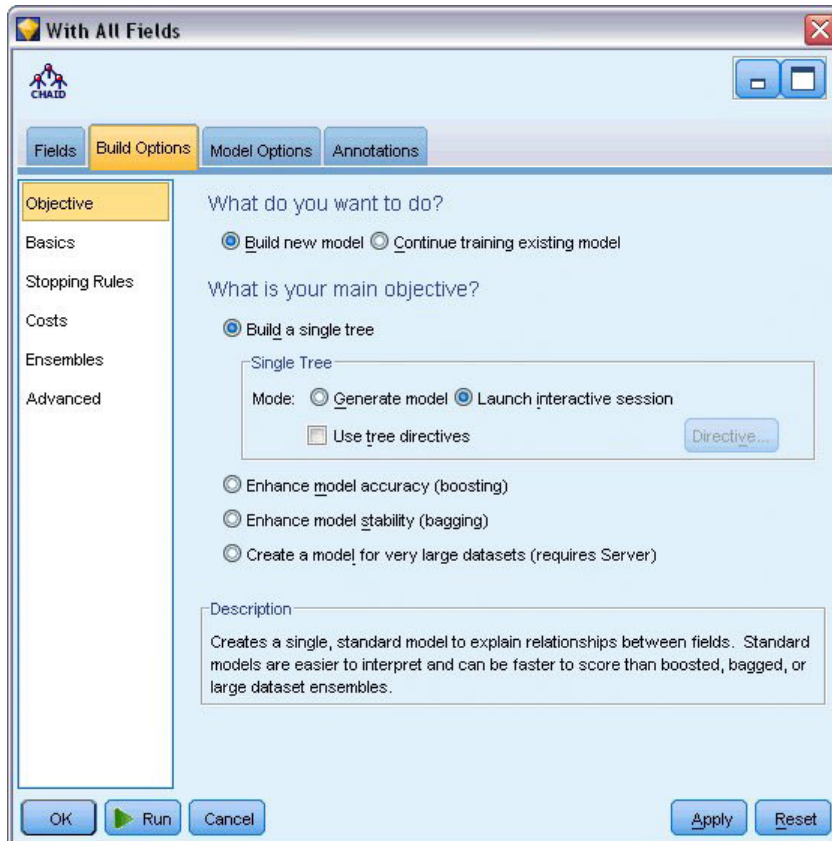 With All Fields
CHAID
Fields Build Options Model Options Annotations
Objective
Basics
Stopping Rules
Costs
Ensembles
Advanced
What do you want to do?
Build new model Continue training existing model
What is your main objective?
Build a single tree
Single Tree
Mode: Generate model Launch interactive session
Use tree directives Directive...
Enhance model accuracy (boosting)
Enhance model stability (bagging)
Create a model for very large datasets (requires Server)
Description
Creates a single, standard model to explain relationships between fields. Standard
models are easier to interpret and can be faster to score than boosted, bagged, or
large dataset ensembles.
OK Run Cancel Apply Reset